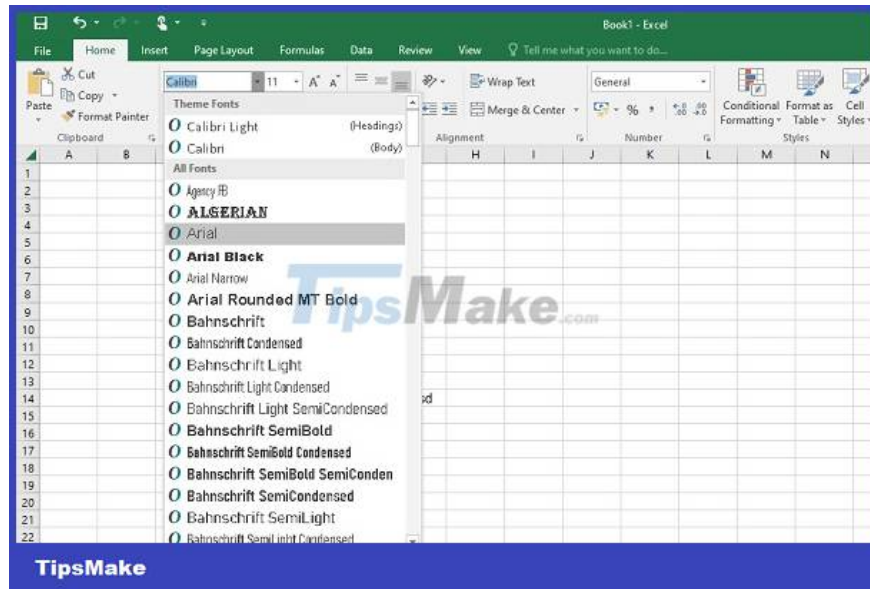 Book1 - Excel
File Home Insert Page Layout Formulas Data Review View Tell me what you want to do...
Cut
Copy
Format Painter
Paste
Clipboard
Calibri 11 A A
Wrap Text
Merge & Center
Alignment
General
% ,
Number
Conditional Formatting
Format as Table
Cell Styles
Styles
A B H I J K L M N
Theme Fonts
Calibri Light (Headings)
Calibri (Body)
All Fonts
Agency FB
ALGERIAN
Arial
Arial Black
Arial Narrow
Arial Rounded MT Bold
Bahnschrift
Bahnschrift Condensed
Bahnschrift Light
Bahnschrift Light Condensed
Bahnschrift Light SemiCondensed
Bahnschrift SemiBold
Bahnschrift SemiBold Condensed
Bahnschrift SemiBold SemiConden
Bahnschrift SemiCondensed
Bahnschrift SemiLight
Bahnschrift SemiLight Condensed
1
2
3
4
5
6
7
8
9
10
11
12
13
14
15
16
17
18
19
20
21
22
sd
TipsMake.com
TipsMake